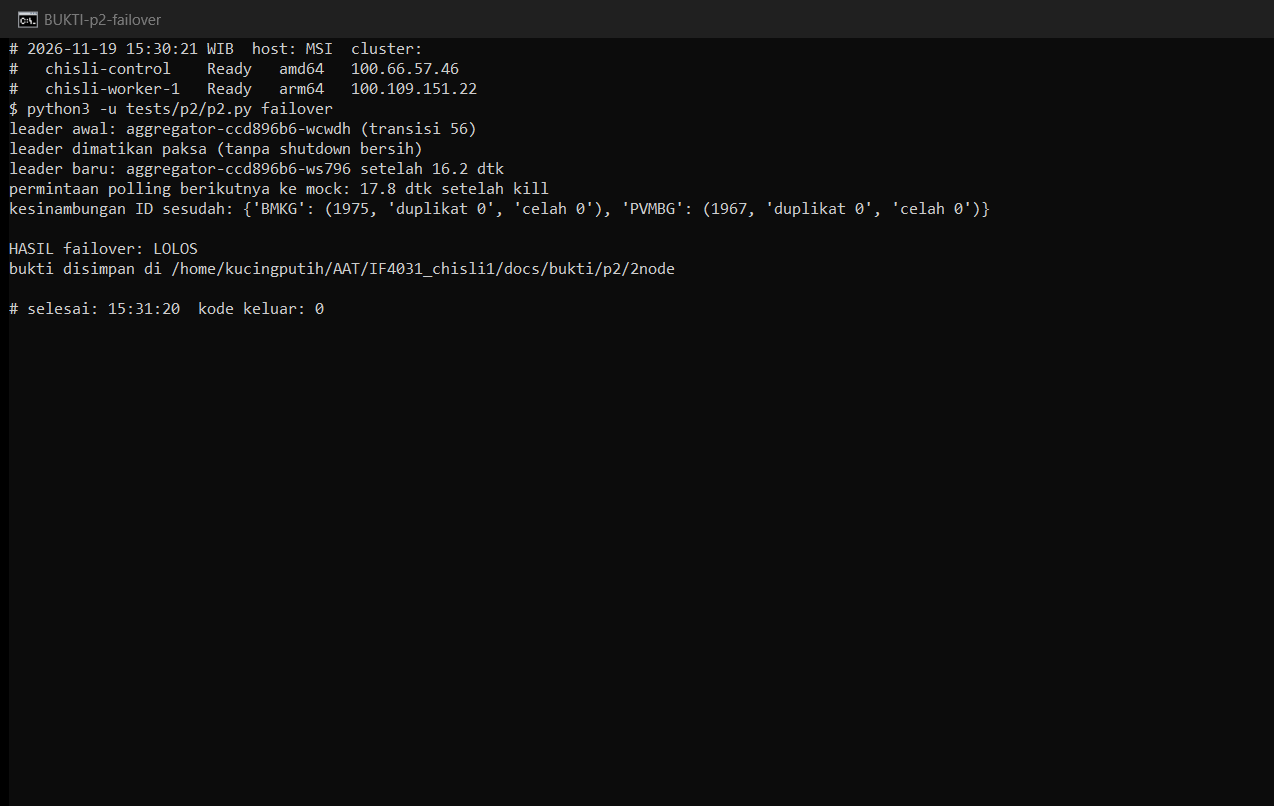 BUKTI-p2-failover
# 2026-11-19 15:30:21 WIB  host: MSI  cluster:
#   chisli-control    Ready   amd64   100.66.57.46
#   chisli-worker-1   Ready   arm64   100.109.151.22
$ python3 -u tests/p2/p2.py failover
leader awal: aggregator-ccd896b6-wcwdh (transisi 56)
leader dimatikan paksa (tanpa shutdown bersih)
leader baru: aggregator-ccd896b6-ws796 setelah 16.2 dtk
permintaan polling berikutnya ke mock: 17.8 dtk setelah kill
kesinambungan ID sesudah: {'BMKG': (1975, 'duplikat 0', 'celah 0'), 'PVMBG': (1967, 'duplikat 0', 'celah 0')}
HASIL failover: LOLOS
bukti disimpan di /home/kucingputih/AAT/IF4031_chisli1/docs/bukti/p2/2node
# selesai: 15:31:20  kode keluar: 0